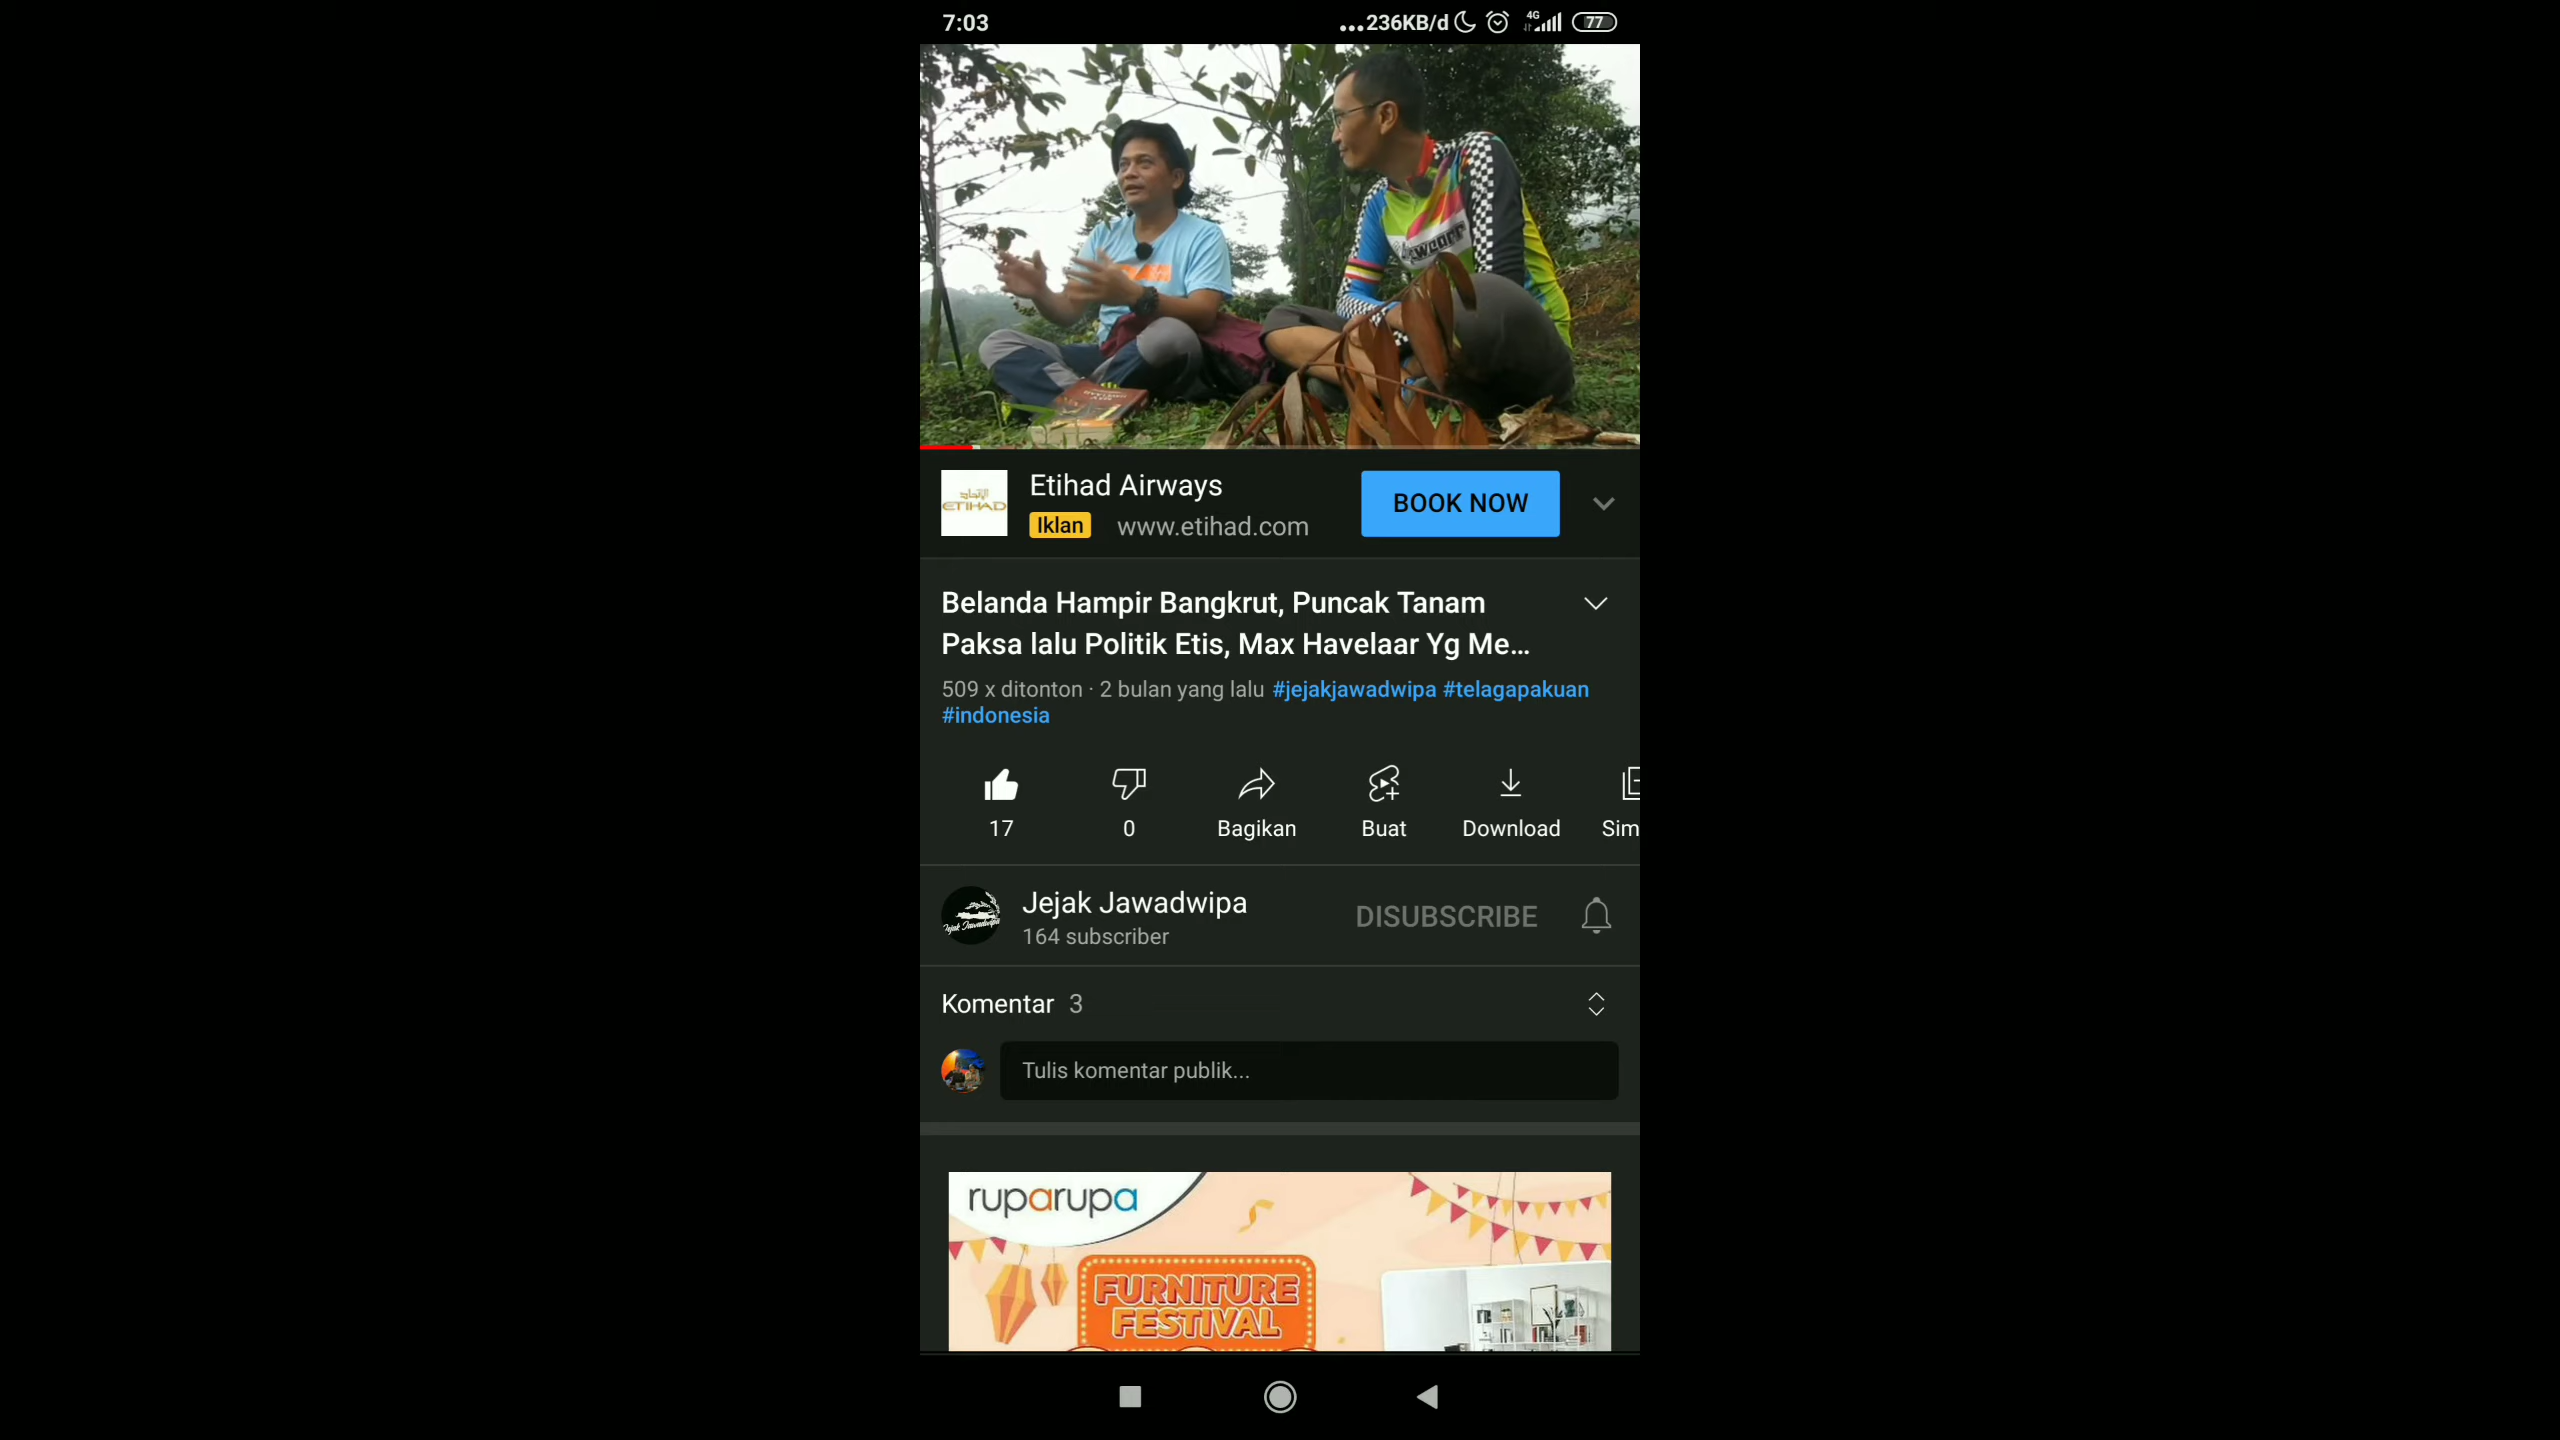 7:03
...236KB/d
4G
77
Etihad Airways
ETIHAD
Iklan
www.etihad.com
BOOK NOW
Belanda Hampir Bangkrut, Puncak Tanam
Paksa lalu Politik Etis, Max Havelaar Yg Me...
509 x ditonton · 2 bulan yang lalu #jejakjawadwipa #telagapakuan
#indonesia
17
0
Bagikan
Buat
Download
Sim
Jejak Jawadwipa
164 subscriber
DISUBSCRIBE
Komentar 3
Tulis komentar publik...
ruparupa
FURNITURE
FESTIVAL